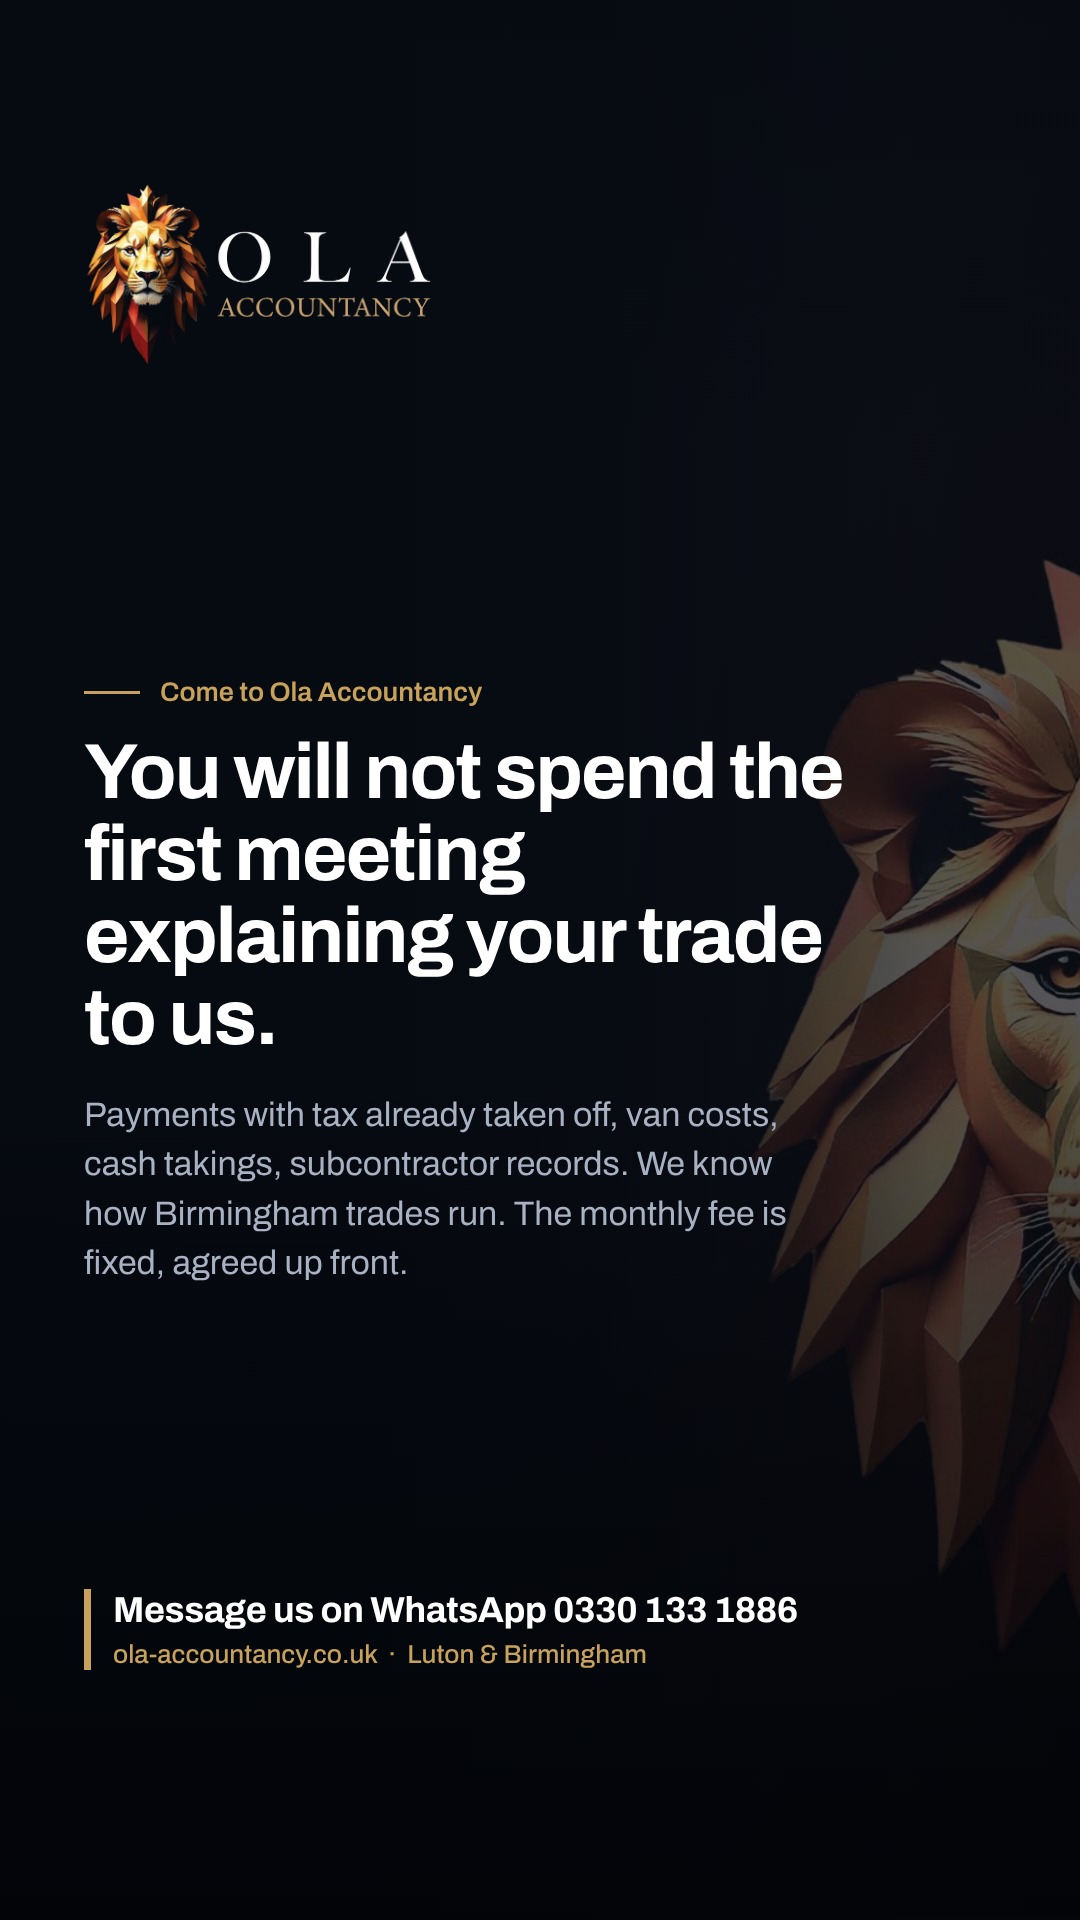 OLA
ACCOUNTANCY
Come to Ola Accountancy
You will not spend the
first meeting
explaining your trade
to us.
Payments with tax already taken off, van costs,
cash takings, subcontractor records. We know
how Birmingham trades run. The monthly fee is
fixed, agreed up front.
Message us on WhatsApp 0330 133 1886
ola-accountancy.co.uk · Luton & Birmingham